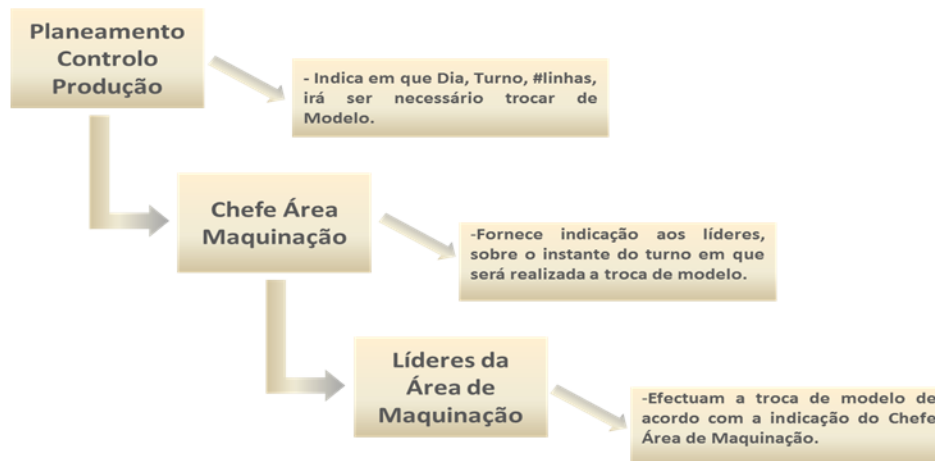 Planeamento
Controlo
Produção
- Indica em que Dia, Turno, #linhas,
irá ser necessário trocar de
Modelo.
Chefe Área
Maquinação
-Fornece indicação aos líderes,
sobre o instante do turno em que
será realizada a troca de modelo.
Líderes da
Área de
Maquinação
-Efectuam a troca de modelo de
acordo com a indicação do Chefe
Área de Maquinação.